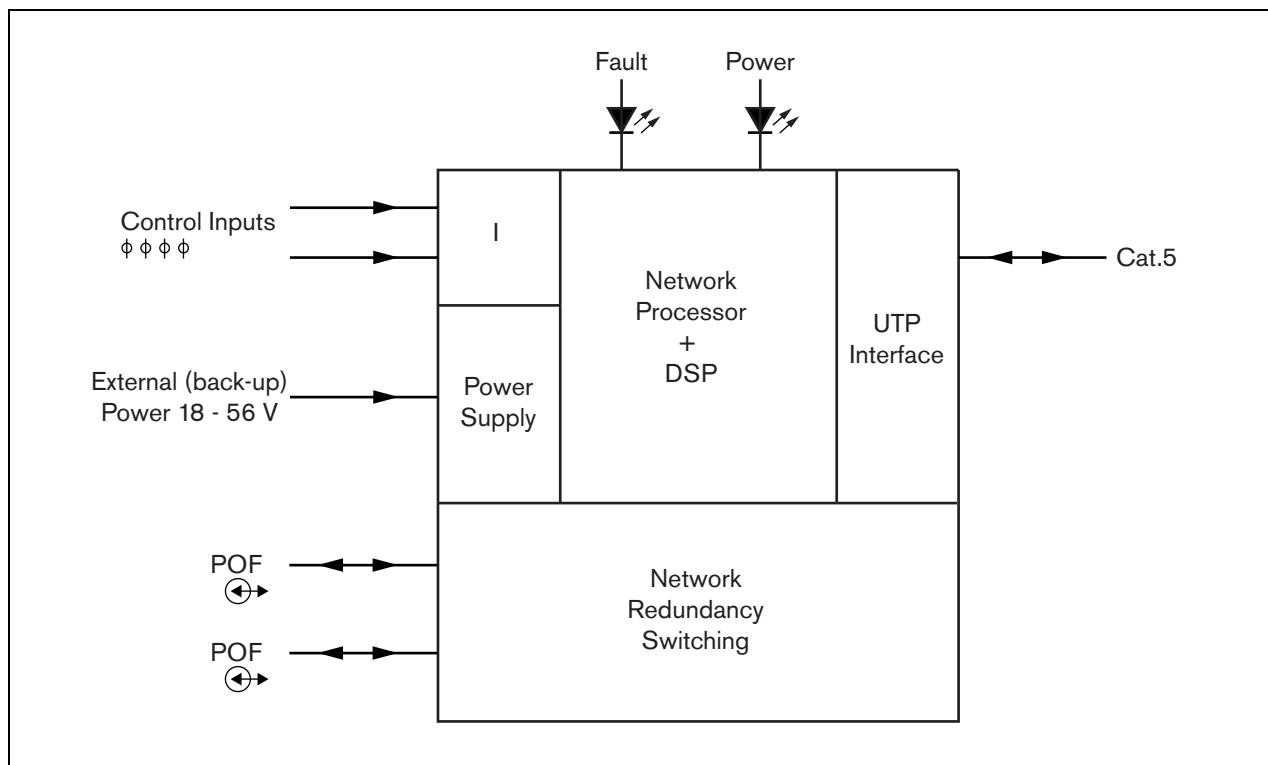 Fault
Power
Control Inputs
I
Network
Processor
+
DSP
UTP
Interface
Cat.5
External (back-up)
Power 18 - 56 V
Power
Supply
POF
POF
Network
Redundancy
Switching